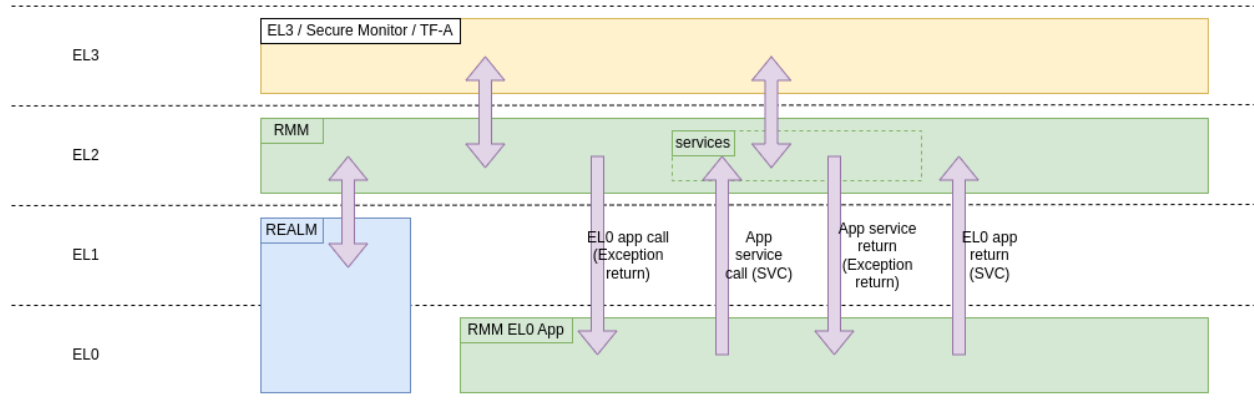 EL3
EL3 / Secure Monitor / TF-A
EL2
RMM
services
EL1
REALM
EL0 app call
(Exception
return)
App
service
call (SVC)
App service
return
(Exception
return)
EL0 app
return
(SVC)
EL0
RMM EL0 App